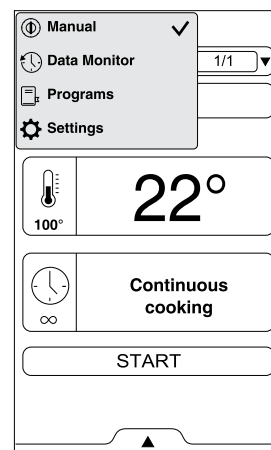 Manual
Data Monitor
1/1
Programs
Settings
22°
100°
Continuous
cooking
∞
START